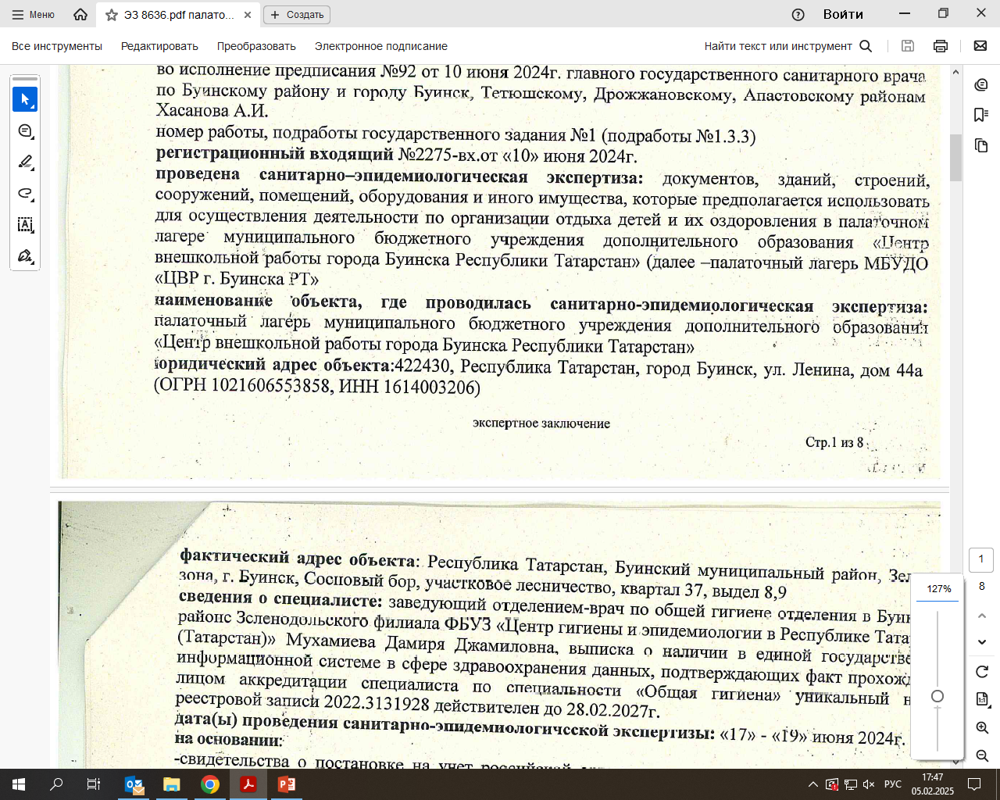 Меню
ЭЗ 8636.pdf палато...
Создать
Войти
Все инструменты
Редактировать
Преобразовать
Электронное подписание
Найти текст или инструмент
во исполнение предписания №92 от 10 июня 2024г. главного государственного санитарного врача
по Буинскому району и городу Буинск, Тетюшскому, Дрожжановскому, Апастовскому районам
Хасанова А.И.
номер работы, подработы государственного задания №1 (подработы №1.3.3)
регистрационный входящий №2275-вх.от «10» июня 2024г.
проведена санитарно–эпидемиологическая экспертиза: документов, зданий, строений,
сооружений, помещений, оборудования и иного имущества, которые предполагается использовать
для осуществления деятельности по организации отдыха детей и их оздоровления в палаточном
лагере муниципального бюджетного учреждения дополнительного образования «Центр
внешкольной работы города Буинска Республики Татарстан» (далее –палаточный лагерь МБУДО
«ЦВР г. Буинска РТ»
наименование объекта, где проводилась санитарно-эпидемиологическая экспертиза:
палаточный лагерь муниципального бюджетного учреждения дополнительного образования
«Центр внешкольной работы города Буинска Республики Татарстан»
юридический адрес объекта:422430, Республика Татарстан, город Буинск, ул. Ленина, дом 44а
(ОГРН 1021606553858, ИНН 1614003206)
экспертное заключение
Стр.1 из 8
фактический адрес объекта: Республика Татарстан, Буинский муниципальный район, Зел
зона, г. Буинск, Сосновый бор, участковое лесничество, квартал 37, выдел 8,9
сведения о специалисте: заведующий отделением-врач по общей гигиене отделения в Буин
районе Зеленодольского филиала ФБУЗ «Центр гигиены и эпидемиологии в Республике Тата
(Татарстан)» Мухамиева Дамиря Джамиловна, выписка о наличии в единой государстве
информационной системе в сфере здравоохранения данных, подтверждающих факт прохожд
лицом аккредитации специалиста по специальности «Общая гигиена» уникальный н
реестровой записи 2022.3131928 действителен до 28.02.2027г.
дата(ы) проведения санитарно-эпидемиологической экспертизы: «17» - «19» июня 2024г.
на основании:
-свидетельства о постановке на учет российской
1
8
127%
РУС
17:47
05.02.2025